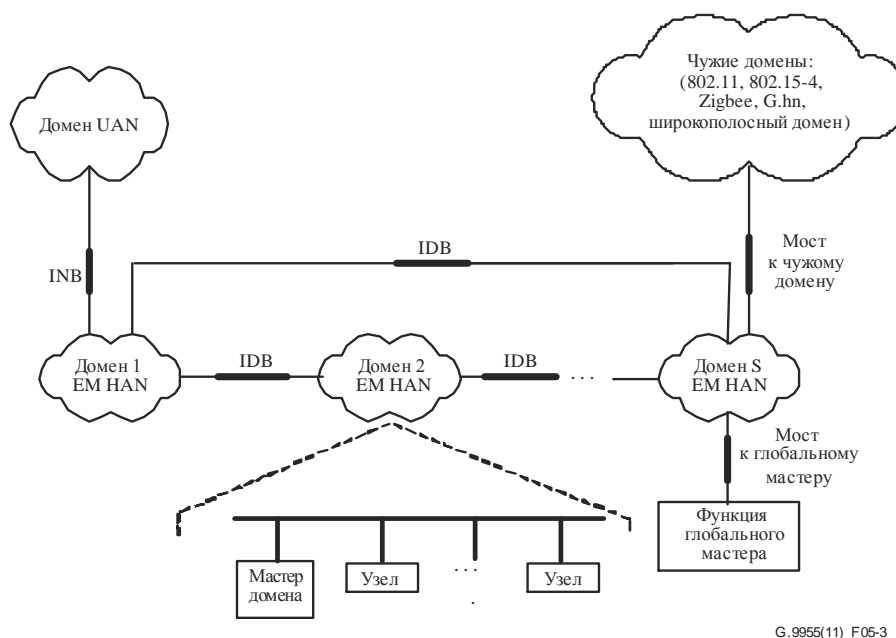 Чужие домены:
(802.11, 802.15-4,
Zigbee, G.hn,
широкополосный домен)
Домен UAN
IDB
Мост
к чужому
домену
INB
Домен 1
EM HAN
IDB
Домен 2
EM HAN
IDB
...
Домен S
EM HAN
Мост
к глобальному
мастеру
Функция
глобального
мастера
Мастер
домена
Узел
...
.
Узел
G.9955(11)_F05-3